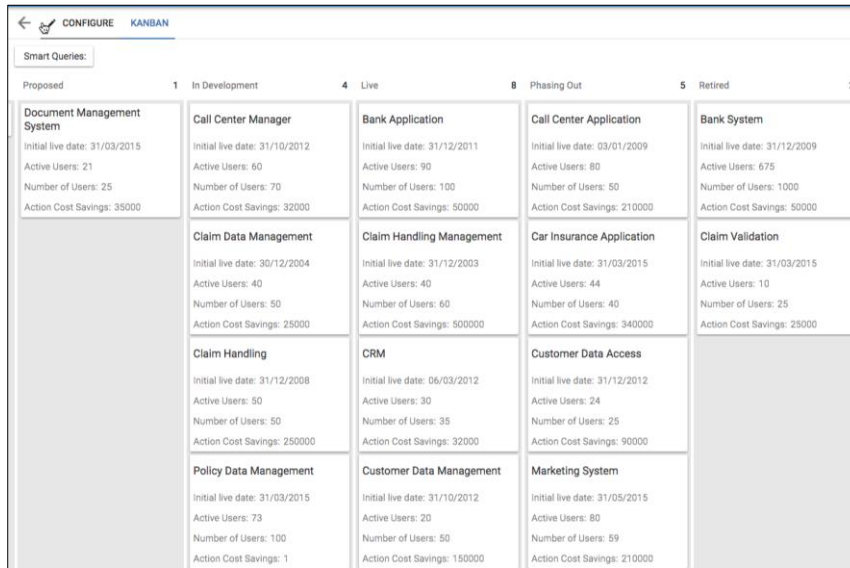 CONFIGURE KANBAN
Smart Queries:
Proposed 1
Document Management
System
Initial live date: 31/03/2015
Active Users: 21
Number of Users: 25
Action Cost Savings: 35000
In Development 4
Call Center Manager
Initial live date: 31/10/2012
Active Users: 60
Number of Users: 70
Action Cost Savings: 32000
Claim Data Management
Initial live date: 30/12/2004
Active Users: 40
Number of Users: 50
Action Cost Savings: 25000
Claim Handling
Initial live date: 31/12/2008
Active Users: 50
Number of Users: 50
Action Cost Savings: 250000
Policy Data Management
Initial live date: 31/03/2015
Active Users: 73
Number of Users: 100
Action Cost Savings: 1
Live 8
Bank Application
Initial live date: 31/12/2011
Active Users: 90
Number of Users: 100
Action Cost Savings: 50000
Claim Handling Management
Initial live date: 31/12/2003
Active Users: 40
Number of Users: 60
Action Cost Savings: 500000
CRM
Initial live date: 06/03/2012
Active Users: 30
Number of Users: 35
Action Cost Savings: 32000
Customer Data Management
Initial live date: 31/10/2012
Active Users: 20
Number of Users: 50
Action Cost Savings: 150000
Phasing Out 5
Call Center Application
Initial live date: 03/01/2009
Active Users: 80
Number of Users: 50
Action Cost Savings: 210000
Car Insurance Application
Initial live date: 31/03/2015
Active Users: 44
Number of Users: 40
Action Cost Savings: 340000
Customer Data Access
Initial live date: 31/12/2012
Active Users: 24
Number of Users: 25
Action Cost Savings: 90000
Marketing System
Initial live date: 31/05/2015
Active Users: 80
Number of Users: 59
Action Cost Savings: 210000
Retired
Bank System
Initial live date: 31/12/2009
Active Users: 675
Number of Users: 1000
Action Cost Savings: 50000
Claim Validation
Initial live date: 31/03/2015
Active Users: 10
Number of Users: 25
Action Cost Savings: 25000